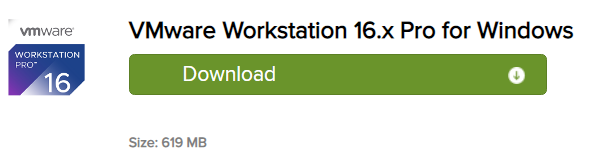 vmware
WORKSTATION
PRO™
16
VMware Workstation 16.x Pro for Windows
Download
Size: 619 MB